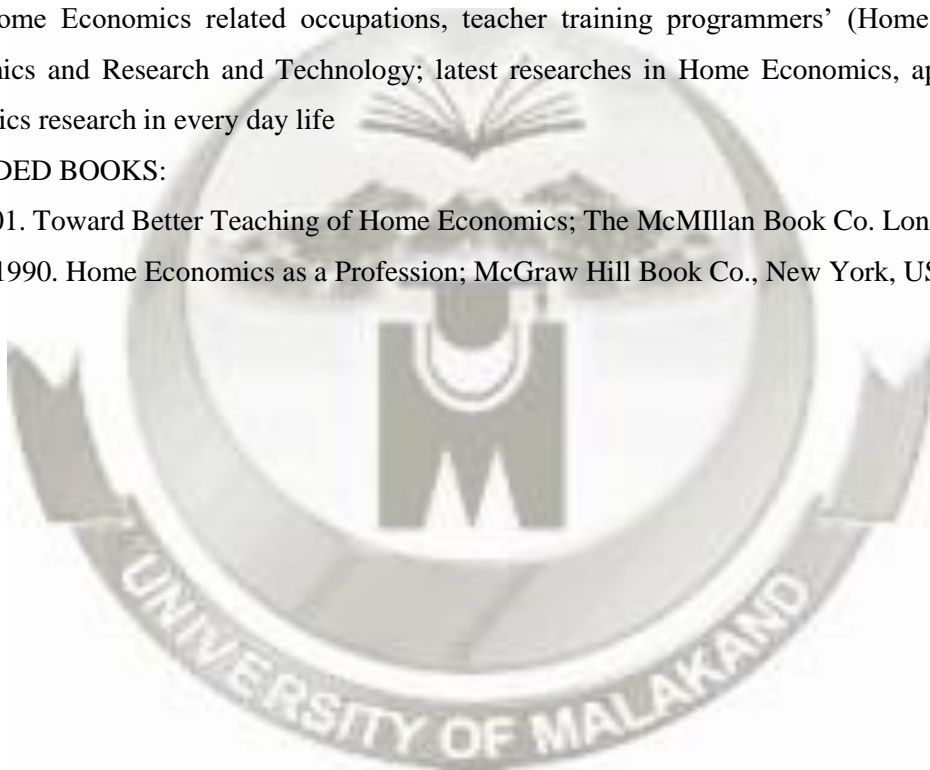 ome Economics related occupations, teacher training programmers’ (Home
ics and Research and Technology; latest researches in Home Economics, ap
ics research in every day life
DED BOOKS:
01. Toward Better Teaching of Home Economics; The McMIllan Book Co. Lon
1990. Home Economics as a Profession; McGraw Hill Book Co., New York, US
UNIVERSITY OF MALAKAND